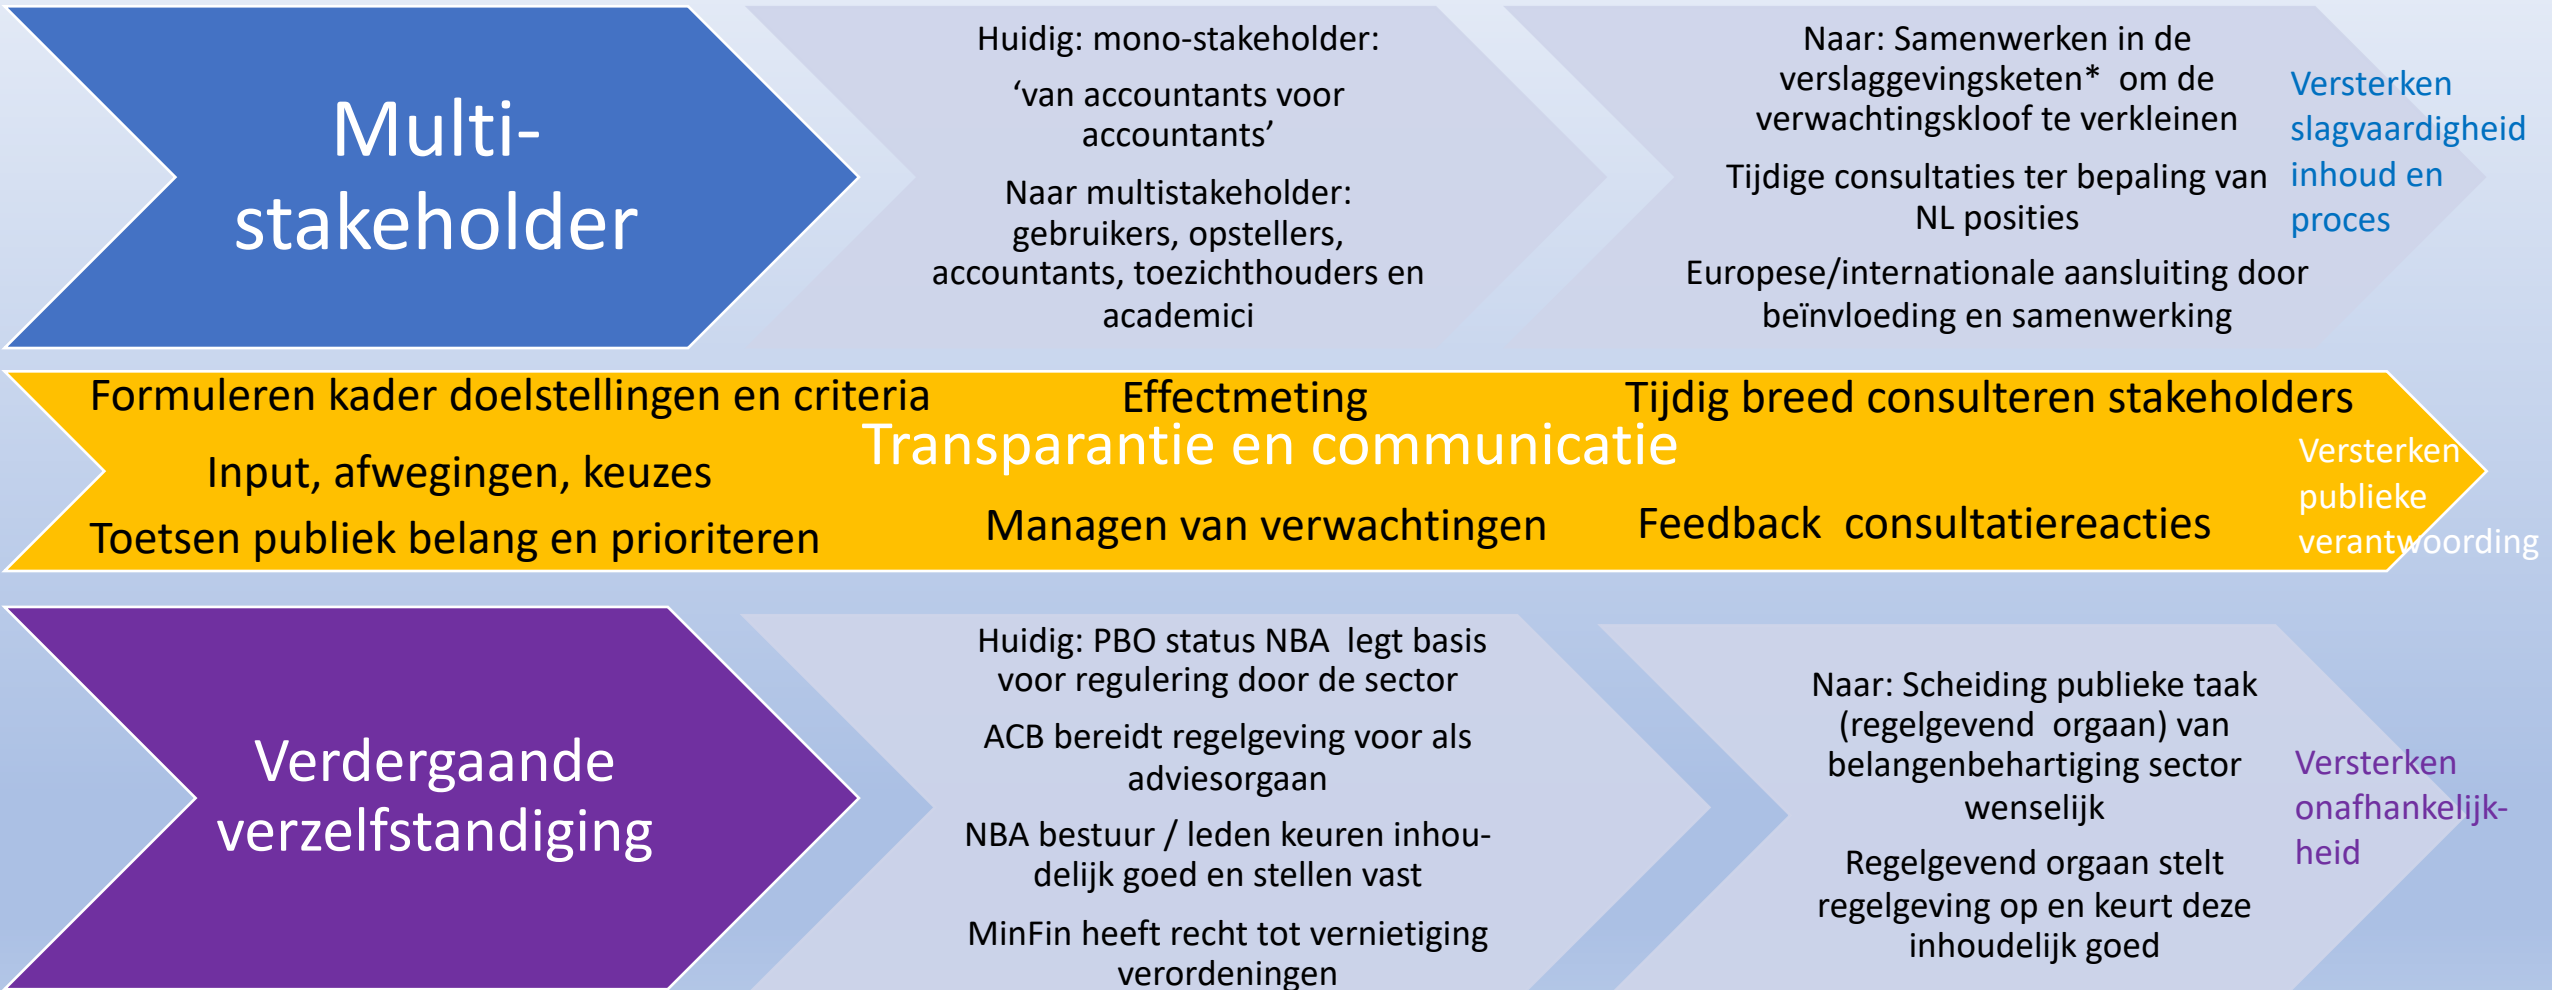 Multi-
stakeholder
Huidig: mono-stakeholder:
‘van accountants voor
accountants’
Naar multistakeholder:
gebruikers, opstellers,
accountants, toezichthouders en
academici
Naar: Samenwerken in de
verslaggevingsketen* om de
verwachtingskloof te verkleinen
Tijdige consultaties ter bepaling van
NL posities
Europese/internationale aansluiting door
beïnvloeding en samenwerking
Versterken
slagvaardigheid
inhoud en
proces
Formuleren kader doelstellingen en criteria
Input, afwegingen, keuzes
Toetsen publiek belang en prioriteren
Effectmeting
Transparantie en communicatie
Managen van verwachtingen
Tijdig breed consulteren stakeholders
Feedback consultatiereacties
Versterken
publieke
verantwoording
Verdergaande
verzelfstandiging
Huidig: PBO status NBA legt basis
voor regulering door de sector
ACB bereidt regelgeving voor als
adviesorgaan
NBA bestuur / leden keuren inhou-
delijk goed en stellen vast
MinFin heeft recht tot vernietiging
verordeningen
Naar: Scheiding publieke taak
(regelgevend orgaan) van
belangenbehartiging sector
wenselijk
Regelgevend orgaan stelt
regelgeving op en keurt deze
inhoudelijk goed
Versterken
onafhankelijk-
heid